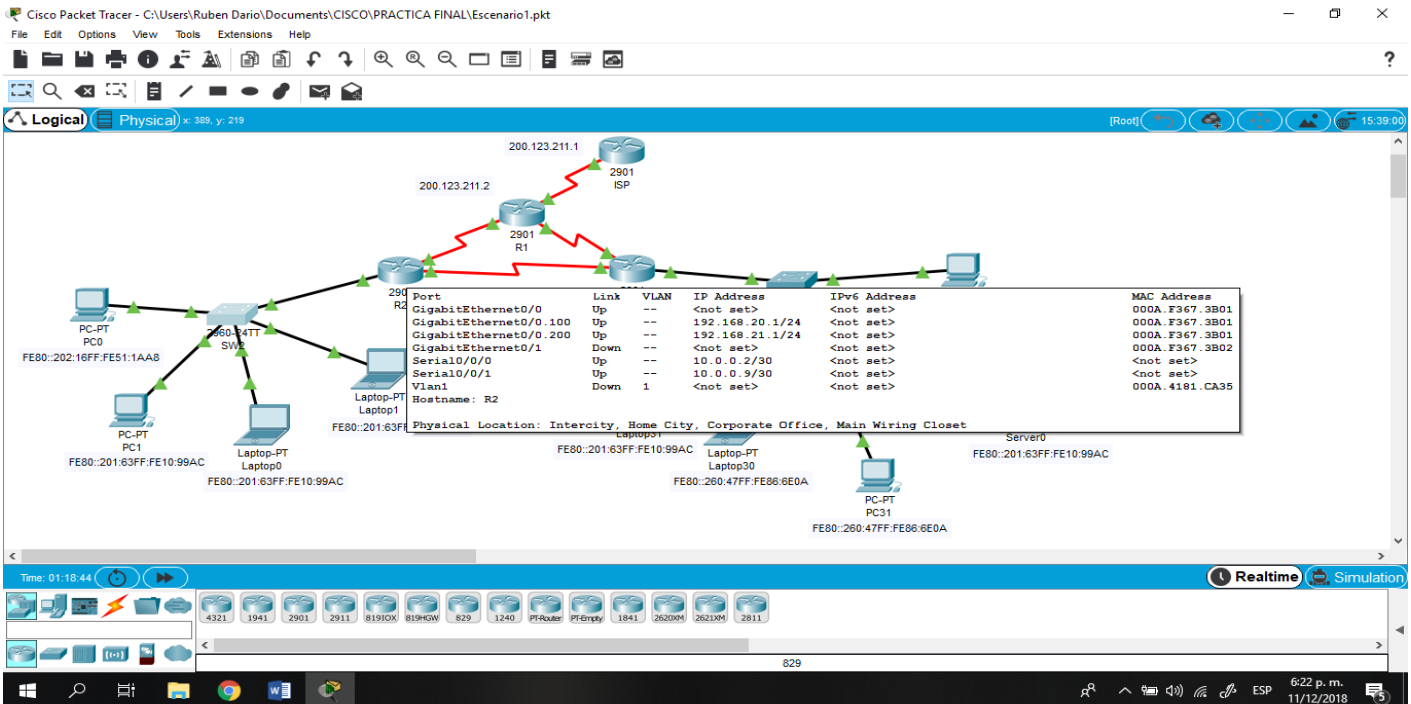 Cisco Packet Tracer - C:\Users\Ruben Dario\Documents\CISCO\PRACTICA FINAL\Escenario1.pkt
File Edit Options View Tools Extensions Help
?
Logical Physical x: 389, y: 219 [Root] 15:39:00
200.123.211.1
2901
ISP
200.123.211.2
2901
R1
290
R2
Port Link VLAN IP Address IPv6 Address MAC Address
GigabitEthernet0/0 Up -- <not set> <not set> 000A.F367.3B01
GigabitEthernet0/0.100 Up -- 192.168.20.1/24 <not set> 000A.F367.3B01
GigabitEthernet0/0.200 Up -- 192.168.21.1/24 <not set> 000A.F367.3B01
GigabitEthernet0/1 Down -- <not set> <not set> 000A.F367.3B02
Serial0/0/0 Up -- 10.0.0.2/30 <not set> <not set>
Serial0/0/1 Up -- 10.0.0.9/30 <not set> <not set>
Vlan1 Down 1 <not set> <not set> 000A.4181.CA35
Hostname: R2
Physical Location: Intercity, Home City, Corporate Office, Main Wiring Closet
PC-PT
PC0
FE80::202:16FF:FE51:1AA8
2960-24TT
SW2
Laptop-PT
Laptop1
FE80::201:63FF
PC-PT
PC1
FE80::201:63FF:FE10:99AC
Laptop-PT
Laptop0
FE80::201:63FF:FE10:99AC
Laptop31
FE80::201:63FF:FE10:99AC
Laptop-PT
Laptop30
FE80::260:47FF:FE86:6E0A
Server0
FE80::201:63FF:FE10:99AC
PC-PT
PC31
FE80::260:47FF:FE86:6E0A
Time: 01:18:44 Realtime Simulation
4321 1941 2901 2911 819IOX 819HGW 829 1240 PT-Router PT-Empty 1841 2620XM 2621XM 2811
829
ESP
6:22 p. m.
11/12/2018
5